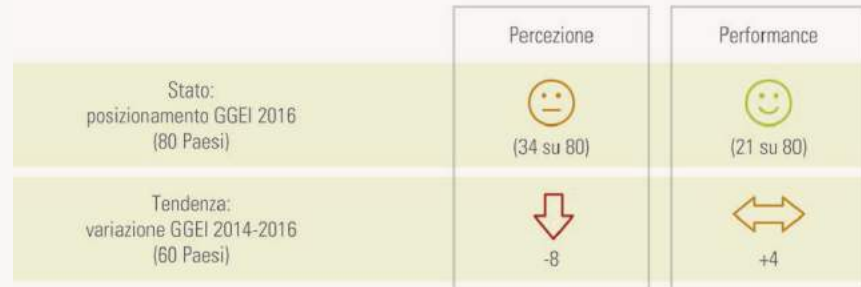 Percezione
Performance
Stato:
posizionamento GGEI 2016
(80 Paesi)
(34 su 80)
(21 su 80)
Tendenza:
variazione GGEI 2014-2016
(60 Paesi)
-8
+4